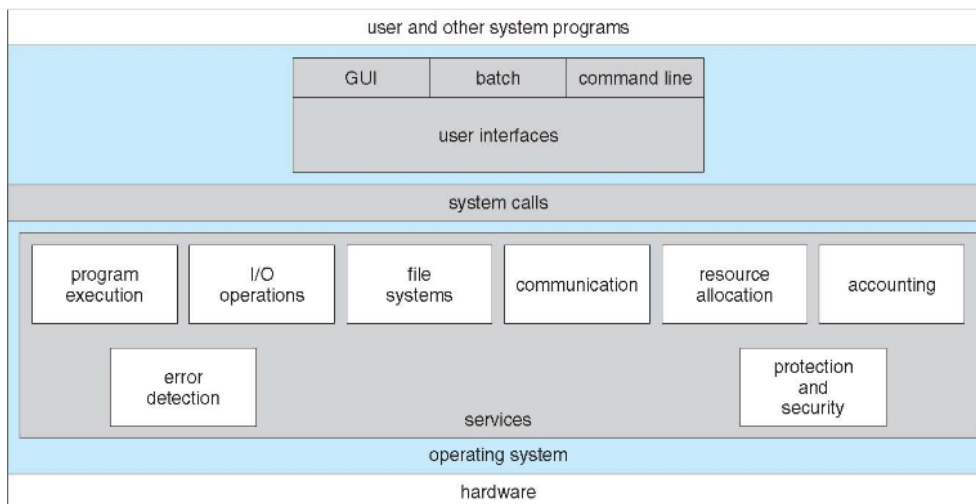 user and other system programs
GUI
batch
command line
user interfaces
system calls
program
execution
I/O
operations
file
systems
communication
resource
allocation
accounting
error
detection
protection
and
security
services
operating system
hardware